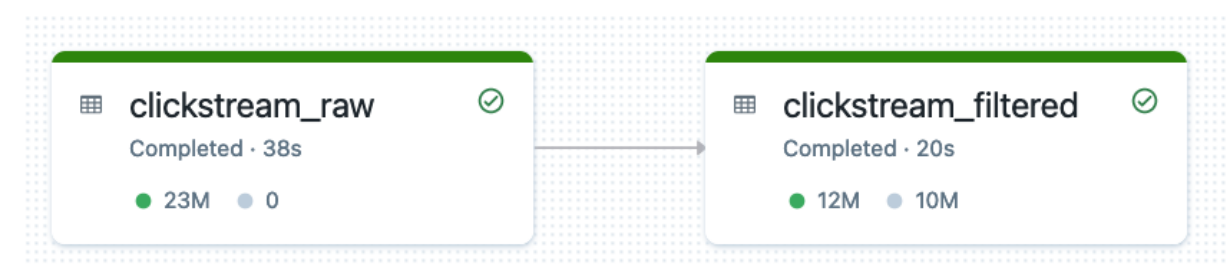 clickstream_raw
Completed · 38s
23M 0
clickstream_filtered
Completed · 20s
12M 10M